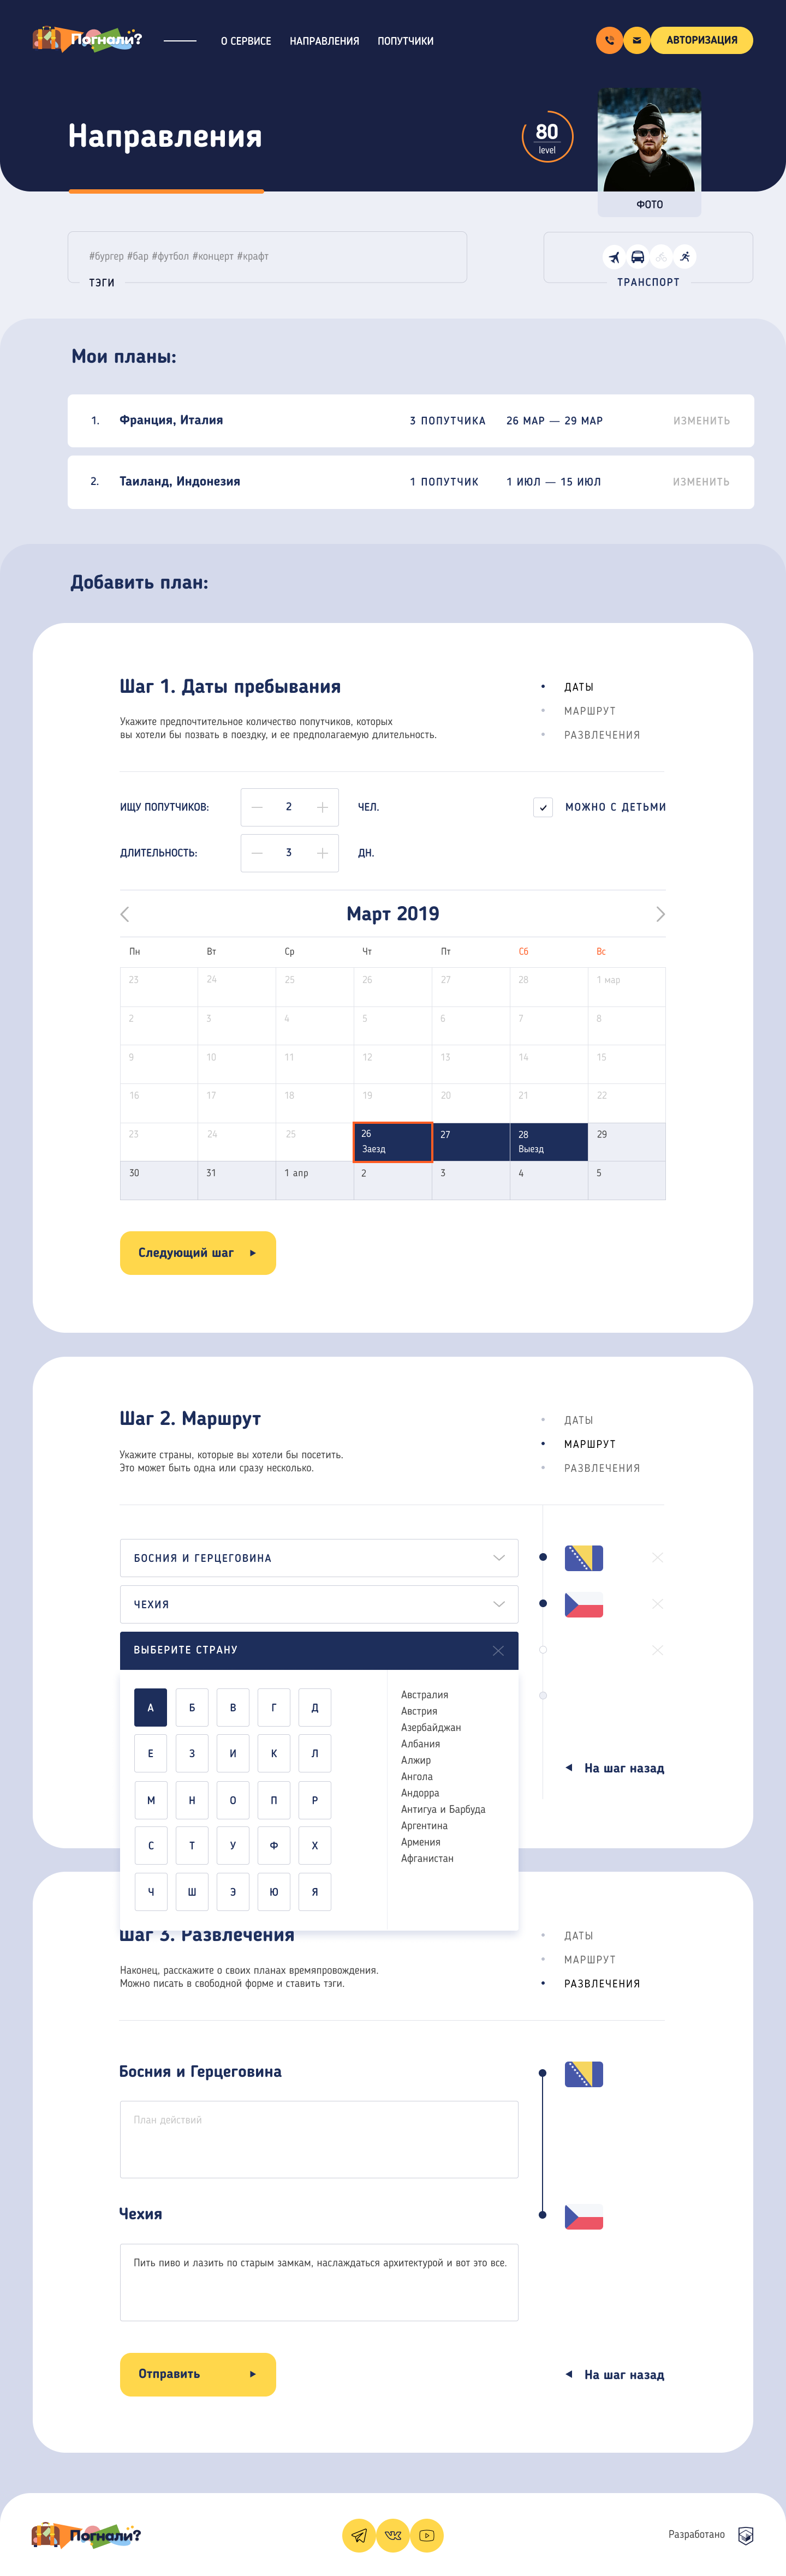 Погнали?
О СЕРВИСЕ НАПРАВЛЕНИЯ ПОПУТЧИКИ
АВТОРИЗАЦИЯ
Направления
80
level
ФОТО
#бургер #бар #футбол #концерт #крафт
ТЭГИ
ТРАНСПОРТ
Мои планы:
1. Франция, Италия 3 ПОПУТЧИКА 26 МАР — 29 МАР ИЗМЕНИТЬ
2. Таиланд, Индонезия 1 ПОПУТЧИК 1 ИЮЛ — 15 ИЮЛ ИЗМЕНИТЬ
Добавить план:
Шаг 1. Даты пребывания
Укажите предпочтительное количество попутчиков, которых
вы хотели бы позвать в поездку, и ее предполагаемую длительность.
ДАТЫ
МАРШРУТ
РАЗВЛЕЧЕНИЯ
ИЩУ ПОПУТЧИКОВ: — 2 + ЧЕЛ. МОЖНО С ДЕТЬМИ
ДЛИТЕЛЬНОСТЬ: — 3 + ДН.
Март 2019
Пн Вт Ср Чт Пт Сб Вс
23 24 25 26 27 28 1 мар
2 3 4 5 6 7 8
9 10 11 12 13 14 15
16 17 18 19 20 21 22
23 24 25 26 27 28 29
Заезд Выезд
30 31 1 апр 2 3 4 5
Следующий шаг
Шаг 2. Маршрут
Укажите страны, которые вы хотели бы посетить.
Это может быть одна или сразу несколько.
ДАТЫ
МАРШРУТ
РАЗВЛЕЧЕНИЯ
БОСНИЯ И ГЕРЦЕГОВИНА
ЧЕХИЯ
ВЫБЕРИТЕ СТРАНУ
А Б В Г Д
Е З И К Л
М Н О П Р
С Т У Ф Х
Ч Ш Э Ю Я
Австралия
Австрия
Азербайджан
Албания
Алжир
Ангола
Андорра
Антигуа и Барбуда
Аргентина
Армения
Афганистан
На шаг назад
Шаг 3. Развлечения
Наконец, расскажите о своих планах времяпровождения.
Можно писать в свободной форме и ставить тэги.
ДАТЫ
МАРШРУТ
РАЗВЛЕЧЕНИЯ
Босния и Герцеговина
План действий
Чехия
Пить пиво и лазить по старым замкам, наслаждаться архитектурой и вот это все.
Отправить
На шаг назад
Погнали?
Разработано